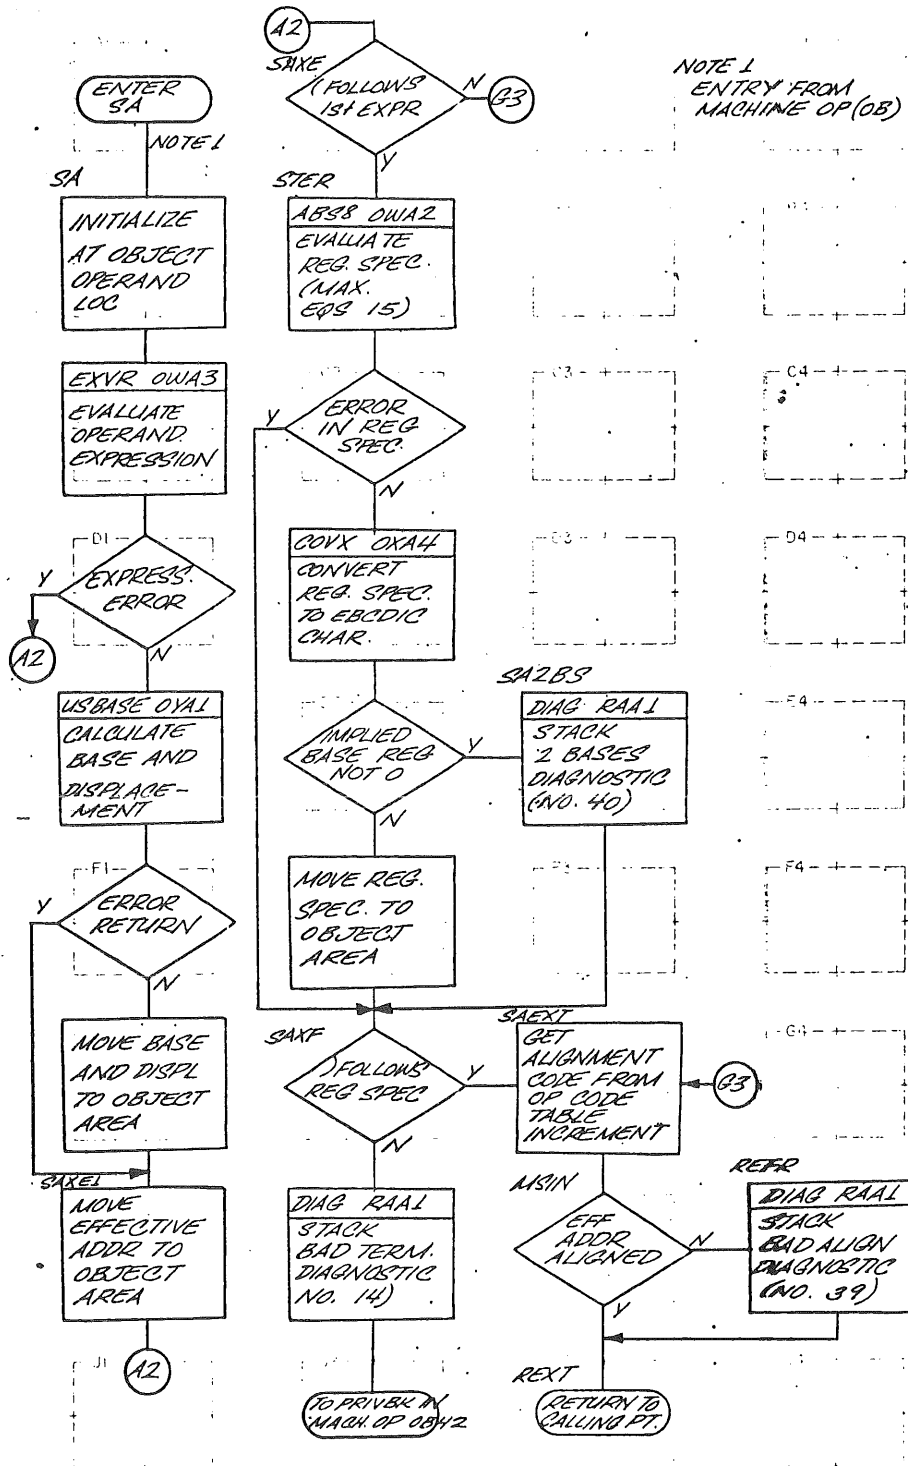 ENTER
SA
NOTE 1
SA
INITIALIZE
AT OBJECT
OPERAND
LOC
EXVR OWA3
EVALUATE
OPERAND
EXPRESSION
D1
EXPRESS.
ERROR
Y
N
A2
USBASE OYA1
CALCULATE
BASE AND
DISPLACE-
MENT
F1
ERROR
RETURN
Y
N
MOVE BASE
AND DISPL
TO OBJECT
AREA
SAXE1
MOVE
EFFECTIVE
ADDR TO
OBJECT
AREA
J1
A2
A2
SAXE
(FOLLOWS
1st EXPR
N
G3
Y
STER
ABS8 OWA2
EVALUATE
REG. SPEC.
(MAX.
EQS 15)
ERROR
IN REG
SPEC.
Y
N
COVX OXA4
CONVERT
REG. SPEC.
TO EBCDIC
CHAR.
IMPLIED
BASE REG
NOT 0
Y
N
SA2BS
DIAG RAA1
STACK
2 BASES
DIAGNOSTIC
(NO. 40)
MOVE REG.
SPEC. TO
OBJECT
AREA
SAXF
)FOLLOWS
REG SPEC
Y
N
DIAG RAA1
STACK
BAD TERM.
DIAGNOSTIC
NO. 14)
TO PRIVBK IN
MACH. OP OB42
SAEXT
GET
ALIGNMENT
CODE FROM
OP CODE
TABLE
INCREMENT
G3
MSIN
EFF
ADDR
ALIGNED
N
Y
REFR
DIAG RAA1
STACK
BAD ALIGN
DIAGNOSTIC
(NO. 39)
REXT
RETURN TO
CALLING PT.
NOTE 1
ENTRY FROM
MACHINE OP (OB)
C3
C4
D4
E4
F4
G4